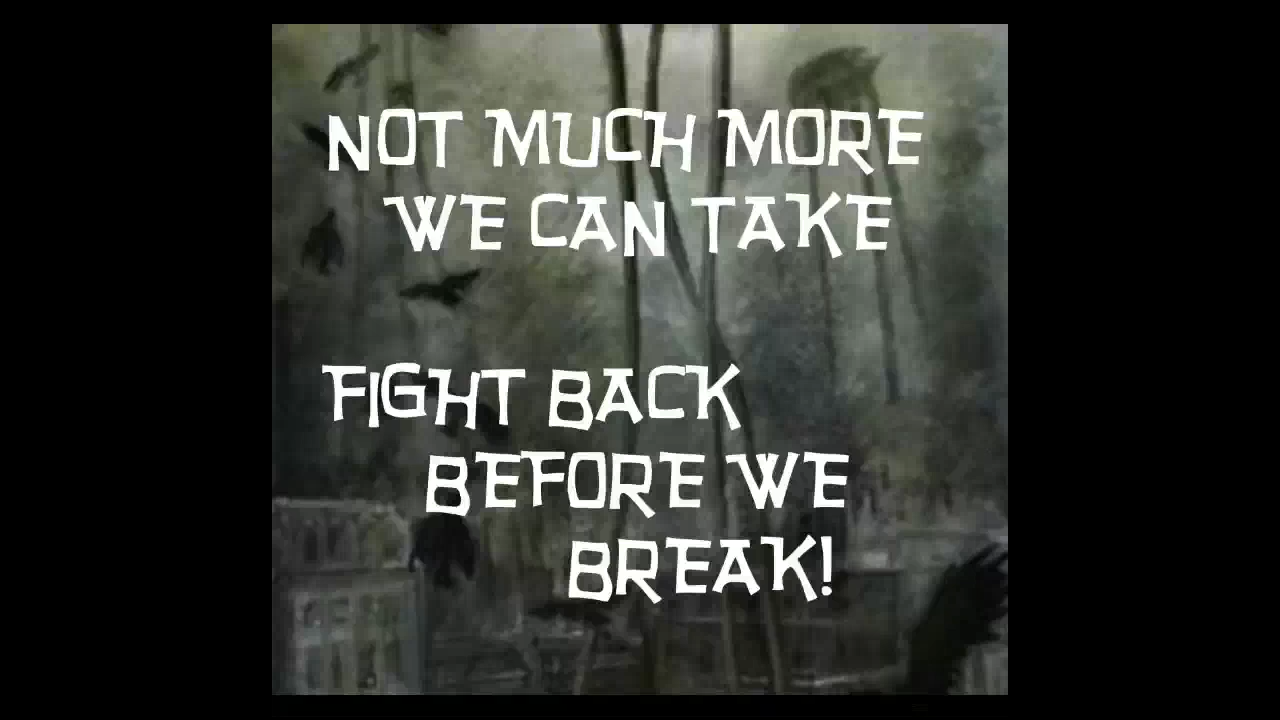 NOT MUCH MORE
WE CAN TAKE
FIGHT BACK
BEFORE WE
BREAK!